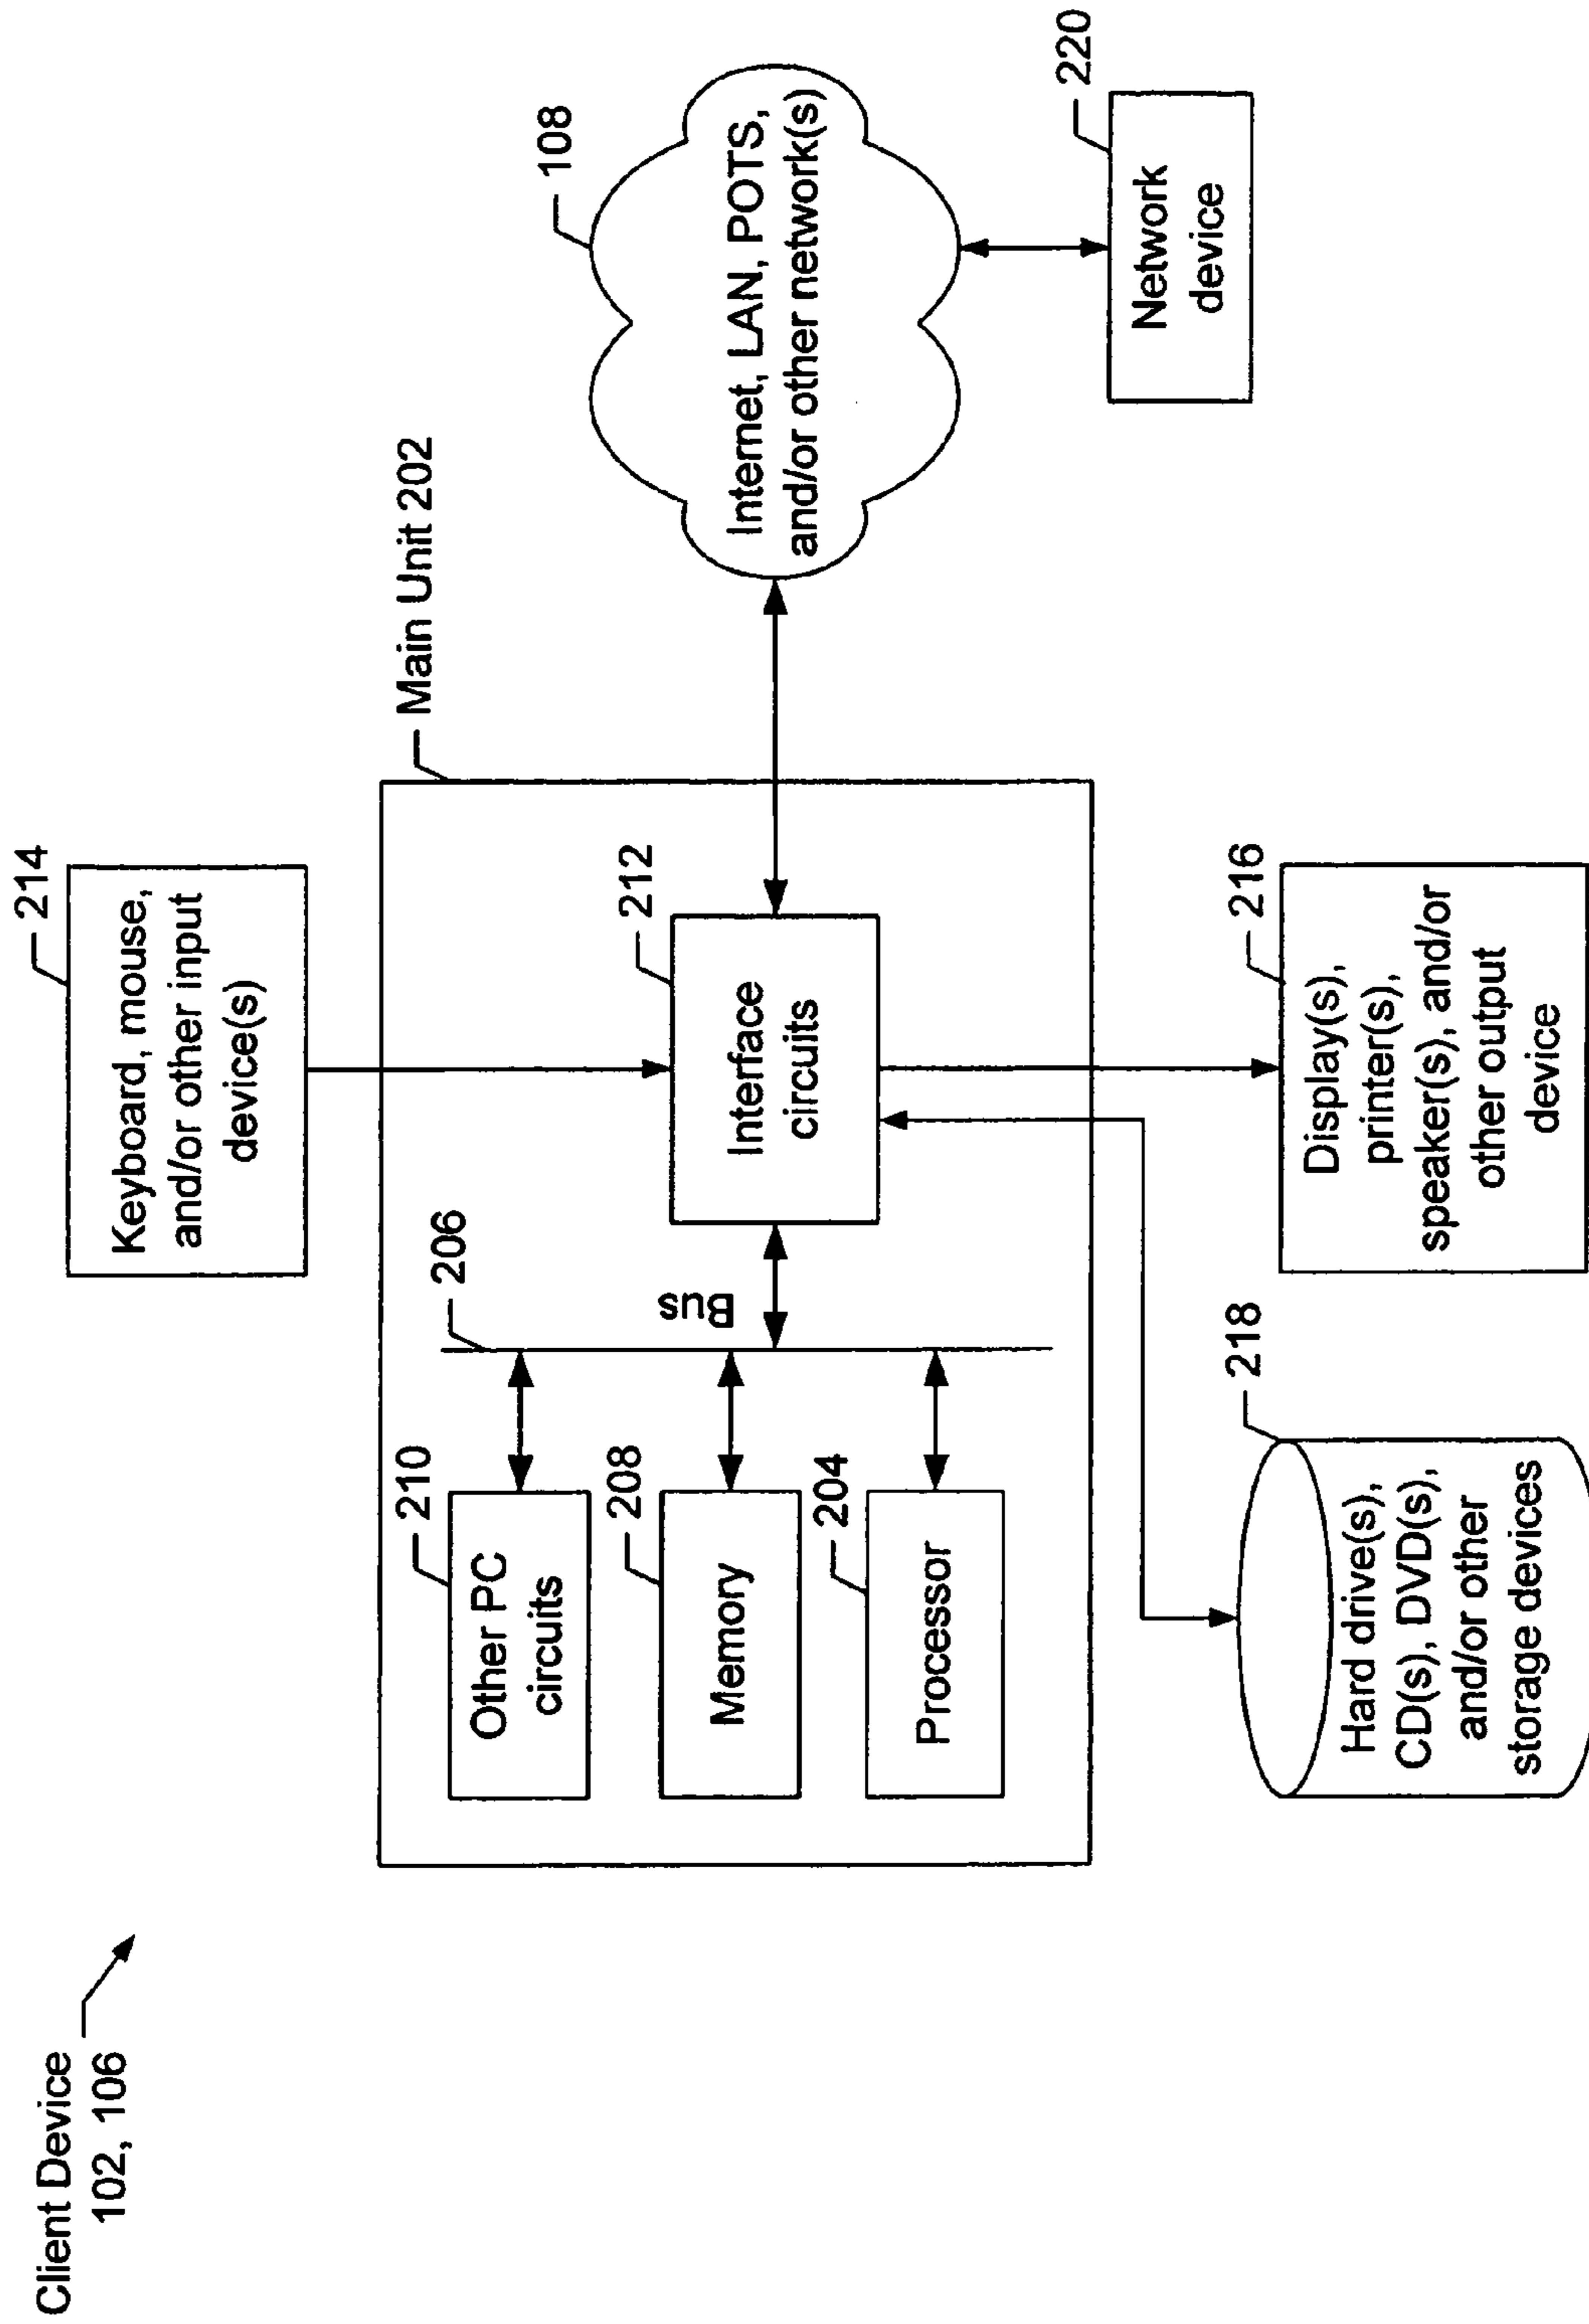 Client Device
102, 106
214
Keyboard, mouse,
and/or other input
device(s)
Main Unit 202
210
Other PC
circuits
208
Memory
204
Processor
206
Bus
212
Interface
circuits
108
Internet, LAN, POTS,
and/or other network(s)
220
Network
device
218
Hard drive(s),
CD(s), DVD(s),
and/or other
storage devices
216
Display(s),
printer(s),
speaker(s), and/or
other output
device